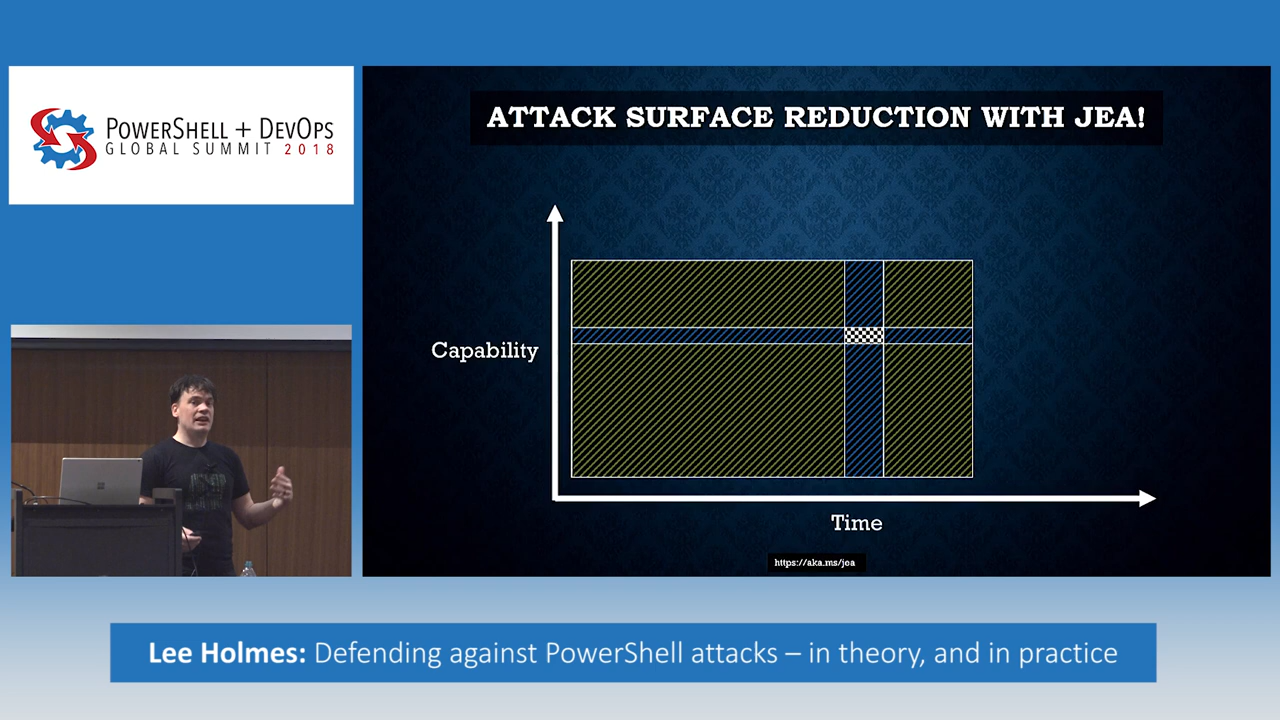 POWERSHELL + DEVOPS
GLOBAL SUMMIT 2018
ATTACK SURFACE REDUCTION WITH JEA!
Capability
Time
https://aka.ms/joa
Lee Holmes: Defending against PowerShell attacks – in theory, and in practice